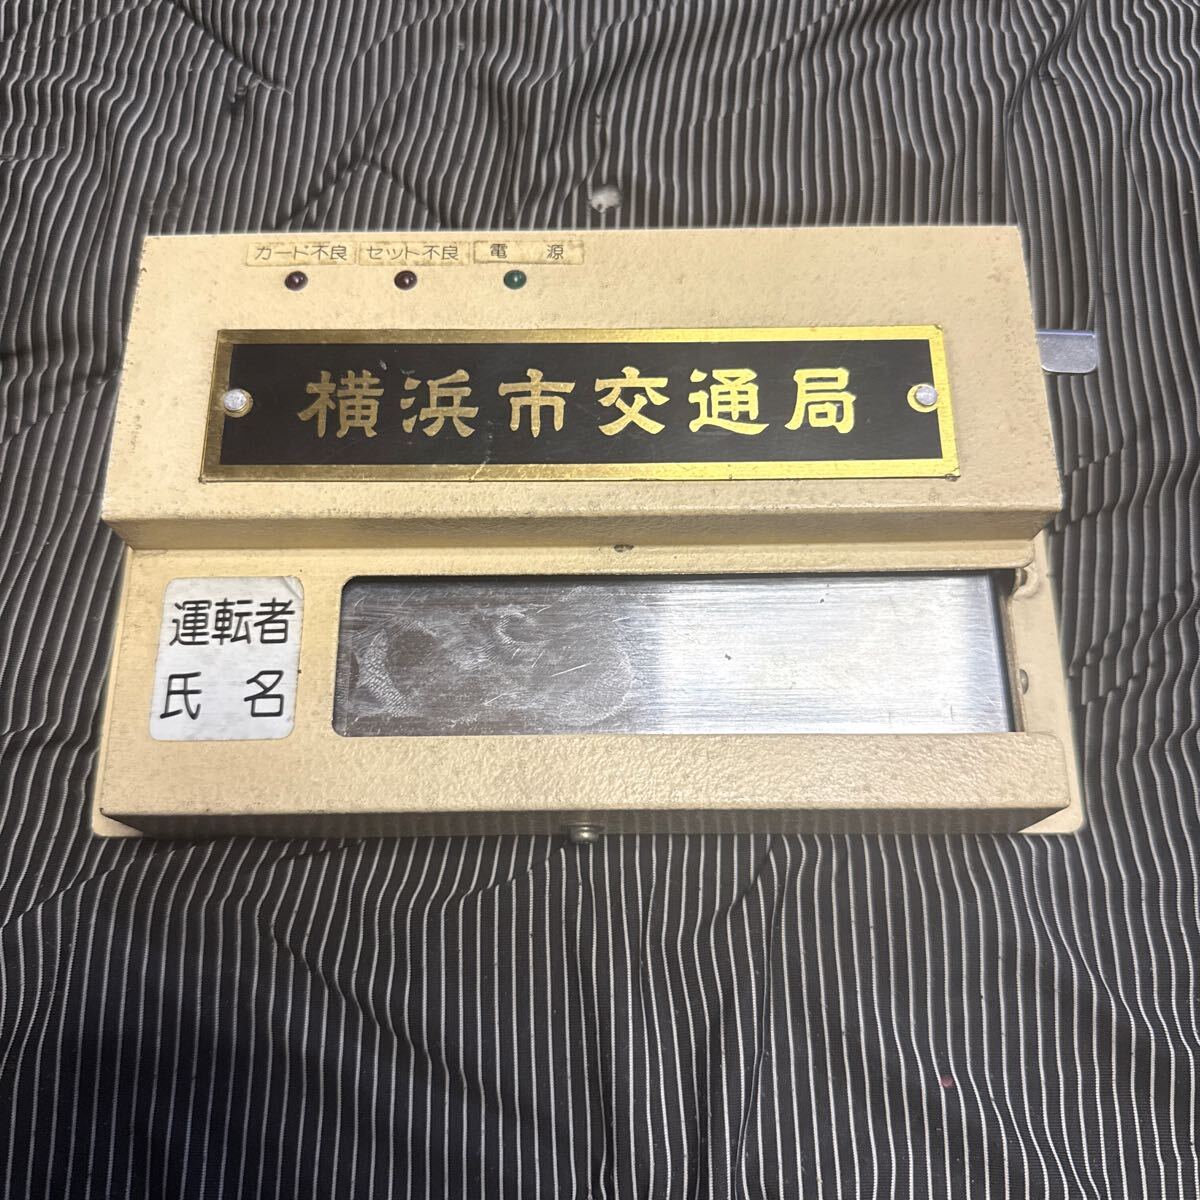 カード不良 セット不良 電源
横浜市交通局
運転者
氏名